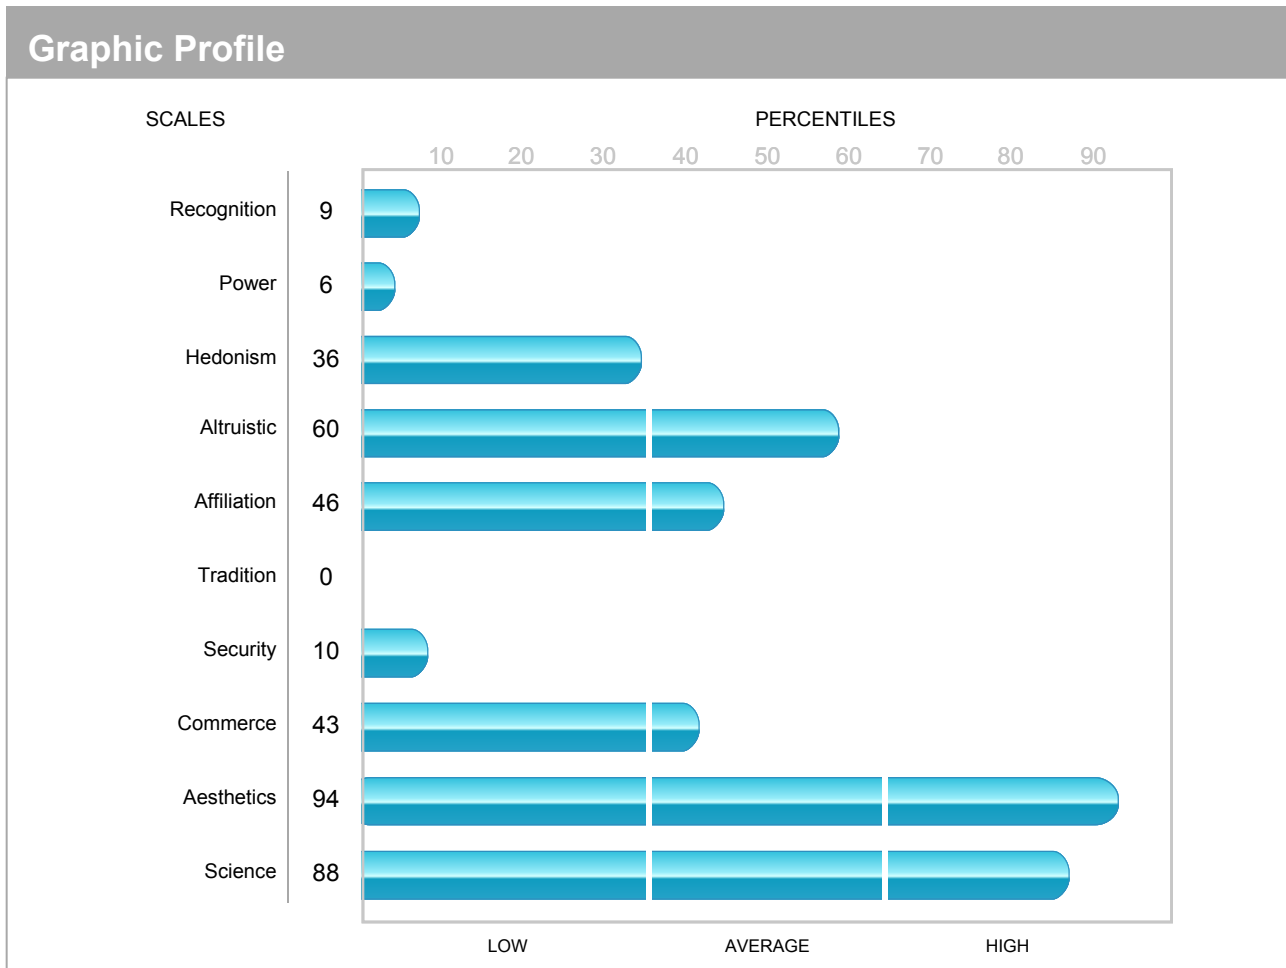 Graphic Profile
SCALES PERCENTILES
10 20 30 40 50 60 70 80 90
Recognition 9
Power 6
Hedonism 36
Altruistic 60
Affiliation 46
Tradition 0
Security 10
Commerce 43
Aesthetics 94
Science 88
LOW AVERAGE HIGH